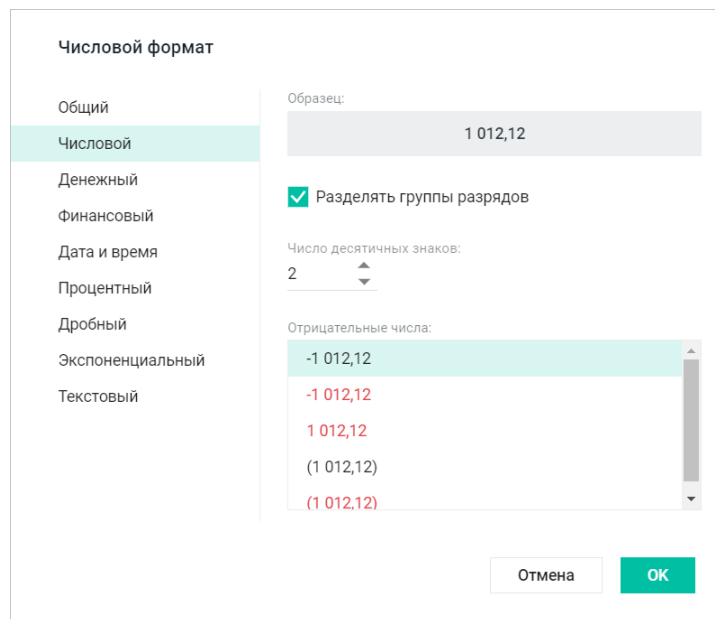 Числовой формат
Общий
Числовой
Денежный
Финансовый
Дата и время
Процентный
Дробный
Экспоненциальный
Текстовый
Образец:
1 012,12
Разделять группы разрядов
Число десятичных знаков:
2
Отрицательные числа:
-1 012,12
-1 012,12
1 012,12
(1 012,12)
(1 012,12)
Отмена
ОК